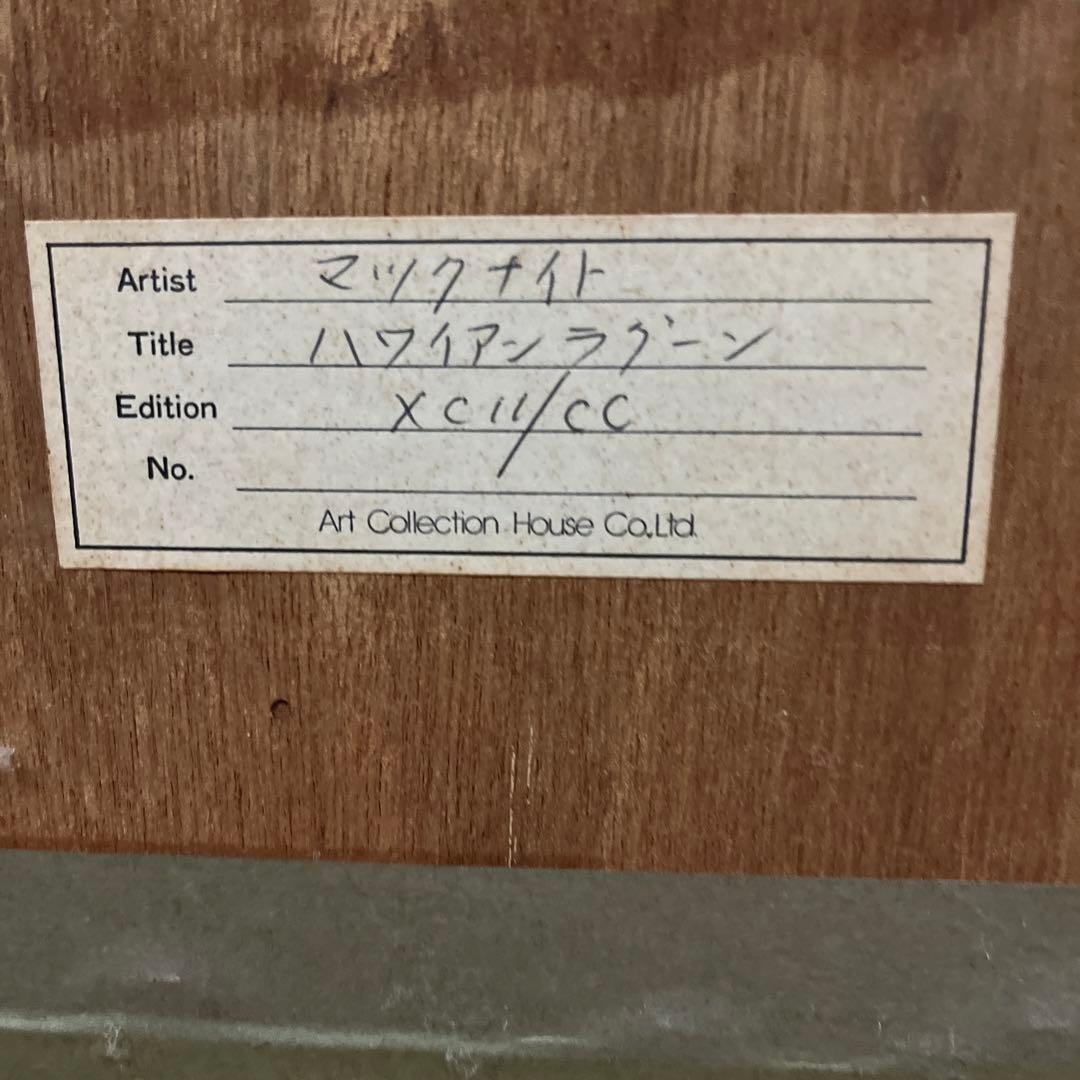 Artist マックナイト
Title ハワイアンラグーン
Edition XCII/CC
No.
Art Collection House Co,Ltd.